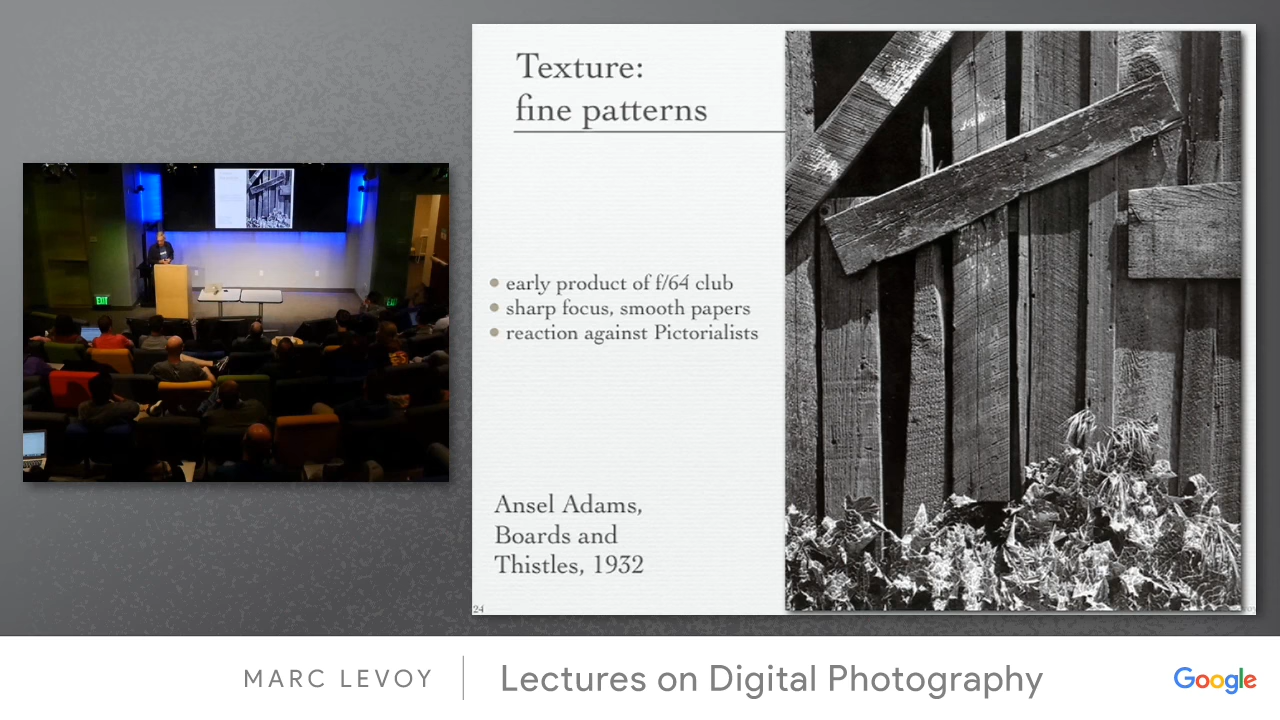 Texture:
fine patterns
• early product of f/64 club
• sharp focus, smooth papers
• reaction against Pictorialists
Ansel Adams,
Boards and
Thistles, 1932
24
EXIT
MARC LEVOY
Lectures on Digital Photography
Google